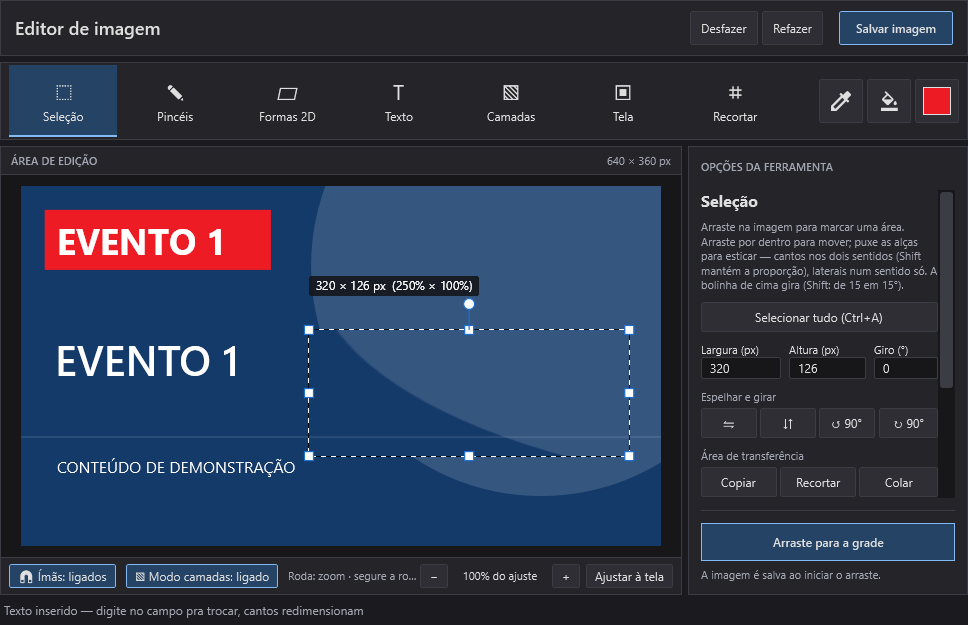 Editor de imagem
Desfazer
Refazer
Salvar imagem
Seleção
Pincéis
Formas 2D
Texto
Camadas
Tela
Recortar
ÁREA DE EDIÇÃO
640 × 360 px
EVENTO 1
320 × 126 px (250% × 100%)
EVENTO 1
CONTEÚDO DE DEMONSTRAÇÃO
Ímãs: ligados
Modo camadas: ligado
Roda: zoom · segure a ro...
−
100% do ajuste
+
Ajustar à tela
OPÇÕES DA FERRAMENTA
Seleção
Arraste na imagem para marcar uma área.
Arraste por dentro para mover; puxe as alças
para esticar — cantos nos dois sentidos (Shift
mantém a proporção), laterais num sentido só. A
bolinha de cima gira (Shift: de 15 em 15°).
Selecionar tudo (Ctrl+A)
Largura (px)
Altura (px)
Giro (°)
320
126
0
Espelhar e girar
⇋
↓↑
↺ 90°
↻ 90°
Área de transferência
Copiar
Recortar
Colar
Arraste para a grade
A imagem é salva ao iniciar o arraste.
Texto inserido — digite no campo pra trocar, cantos redimensionam